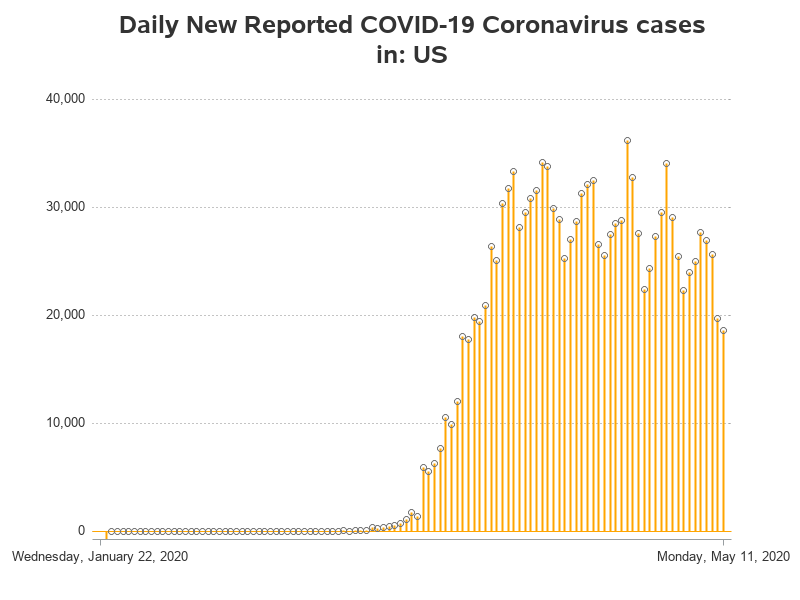 Daily New Reported COVID-19 Coronavirus cases
in: US
40,000
30,000
20,000
10,000
0
Wednesday, January 22, 2020
Monday, May 11, 2020